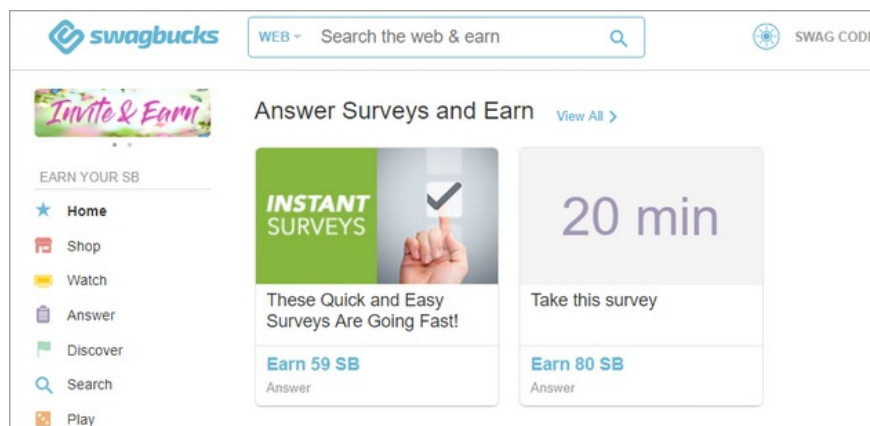 swagbucks
WEB
Search the web & earn
SWAG CODE
Invite & Earn
Answer Surveys and Earn
View All
EARN YOUR SB
Home
Shop
Watch
Answer
Discover
Search
Play
INSTANT
SURVEYS
These Quick and Easy
Surveys Are Going Fast!
Earn 59 SB
Answer
20 min
Take this survey
Earn 80 SB
Answer